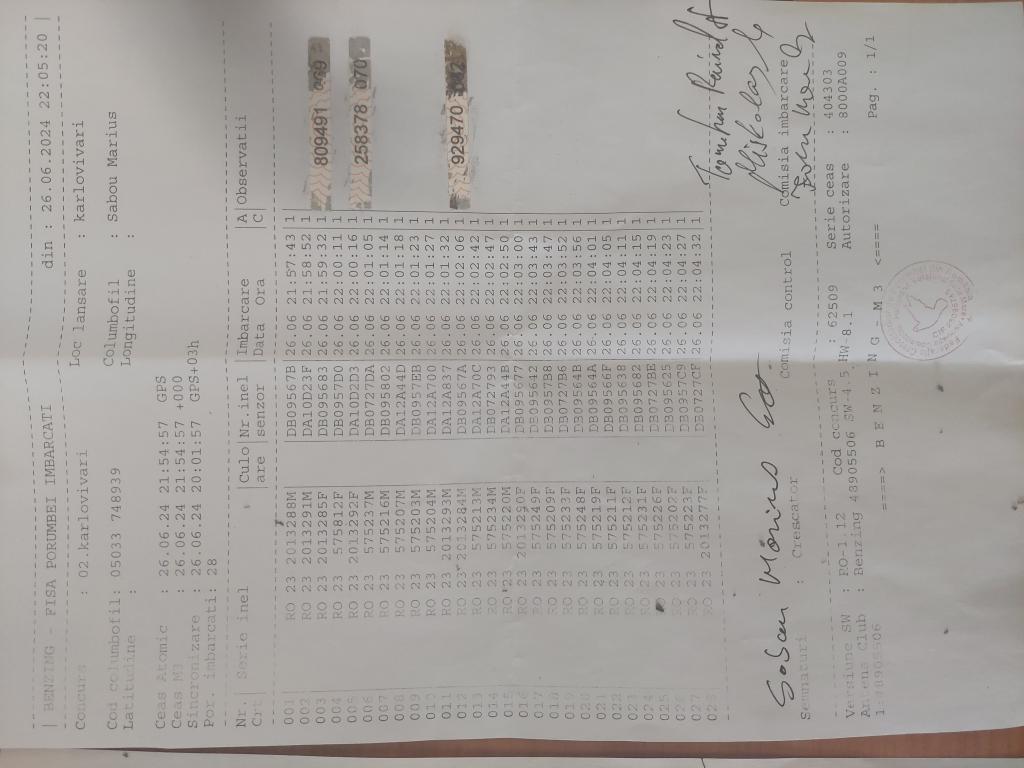 | BENZING - FISA PORUMBEI IMBARCATI din : 26.06.2024 22:05:20 |
Concurs : 02.karlovivari Loc lansare : karlovivari
Cod columbofil: 05033 748939 Columbofil : Sabou Marius
Latitudine : Longitudine :
Ceas Atomic : 26.06.24 21:54:57 GPS
Ceas M3 : 26.06.24 21:54:57 +000
Sincronizare : 26.06.24 20:01:57 GPS+03h
Por. imbarcati: 28
Nr. | Serie inel |Culo|Nr.inel |Imbarcare |A|Observatii
Crt| |are |senzor |Data Ora |C|
001 RO 23 2013288M DB09567B 26.06 21:57:43 1
002 RO 23 2013291M DA10D23F 26.06 21:58:52 1
003 RO 23 2013285F DB095683 26.06 21:59:32 1 809491 069
004 RO 23 575812F DB0957D0 26.06 22:00:11 1
005 RO 23 2013292F DA10D2D3 26.06 22:00:16 1 258378 070
006 RO 23 575237M DB0727DA 26.06 22:01:05 1
007 RO 23 575216M DB095802 26.06 22:01:14 1
008 RO 23 575207M DA12A44D 26.06 22:01:18 1
009 RO 23 575203M DB0957EB 26.06 22:01:23 1
010 RO 23 575204M DA12A700 26.06 22:01:27 1
011 RO 23 2013293M DA12A837 26.06 22:01:32 1
012 RO 23 2013284M DB09567A 26.06 22:02:06 1 929470
013 RO 23 575213M DA12A79C 26.06 22:02:42 1
014 RO 23 575234M DB072793 26.06 22:02:47 1
015 RO 23 575220M DA12A44B 26.06 22:02:50 1
016 RO 23 2013290F DB095677 26.06 22:03:00 1
017 RO 23 575249F DB095642 26.06 22:03:43 1
018 RO 23 575209F DB0957B8 26.06 22:03:47 1
019 RO 23 575233F DB0727B6 26.06 22:03:52 1
020 RO 23 575248F DB09564B 26.06 22:03:56 1
021 RO 23 575219F DB09564A 26.06 22:04:01 1
022 RO 23 575211F DB09566F 26.06 22:04:05 1
023 RO 23 575212F DB095638 26.06 22:04:11 1
024 RO 23 575231F DB095682 26.06 22:04:15 1
025 RO 23 575226F DB0727BE 26.06 22:04:19 1
026 RO 23 575202F DB095625 26.06 22:04:23 1
027 RO 23 575223F DB0957C9 26.06 22:04:27 1
028 RO 23 2013277F DB0727CF 26.06 22:04:32 1
Semnaturi : Crescator Comisia control Comisia imbarcare
Versiune SW : RO-1.12 Cod concurs : 62509 Serie ceas : 404303
Antena Club : Benzing 48905506 SW-4.5 HW-8.1 Autorizare : 8000A009
=====> B E N Z I N G - M 3 <==== Pag. : 1/1